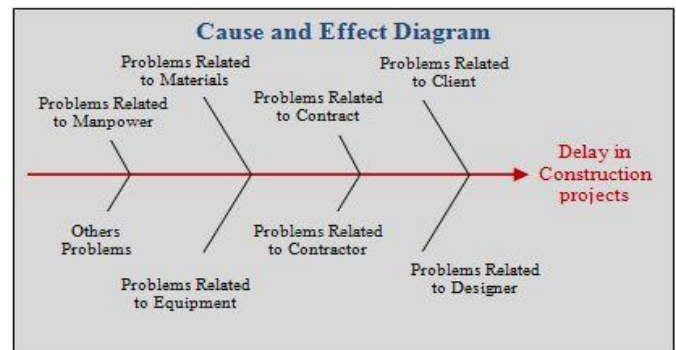 Cause and Effect Diagram
Problems Related
to Materials
Problems Related
to Client
Problems Related
to Manpower
Problems Related
to Contract
Delay in
Construction
projects
Others
Problems
Problems Related
to Contractor
Problems Related
to Equipment
Problems Related
to Designer